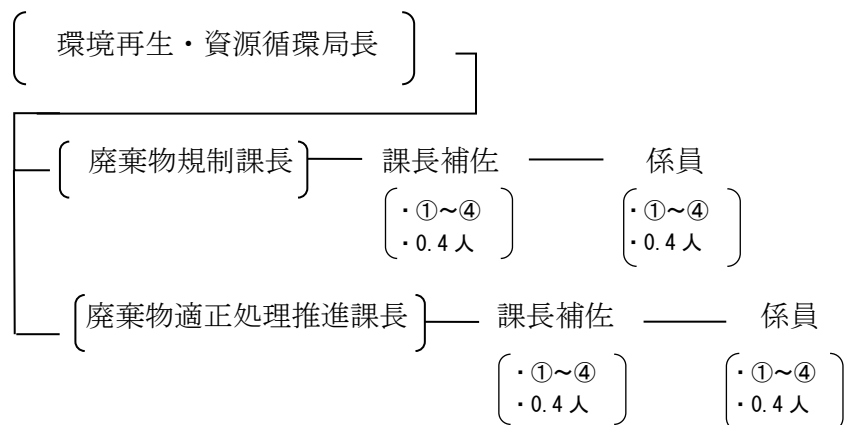 環境再生・資源循環局長
廃棄物規制課長 課長補佐 係員
・①~④ ・①~④
・0.4人 ・0.4人
廃棄物適正処理推進課長 課長補佐 係員
・①~④ ・①~④
・0.4人 ・0.4人